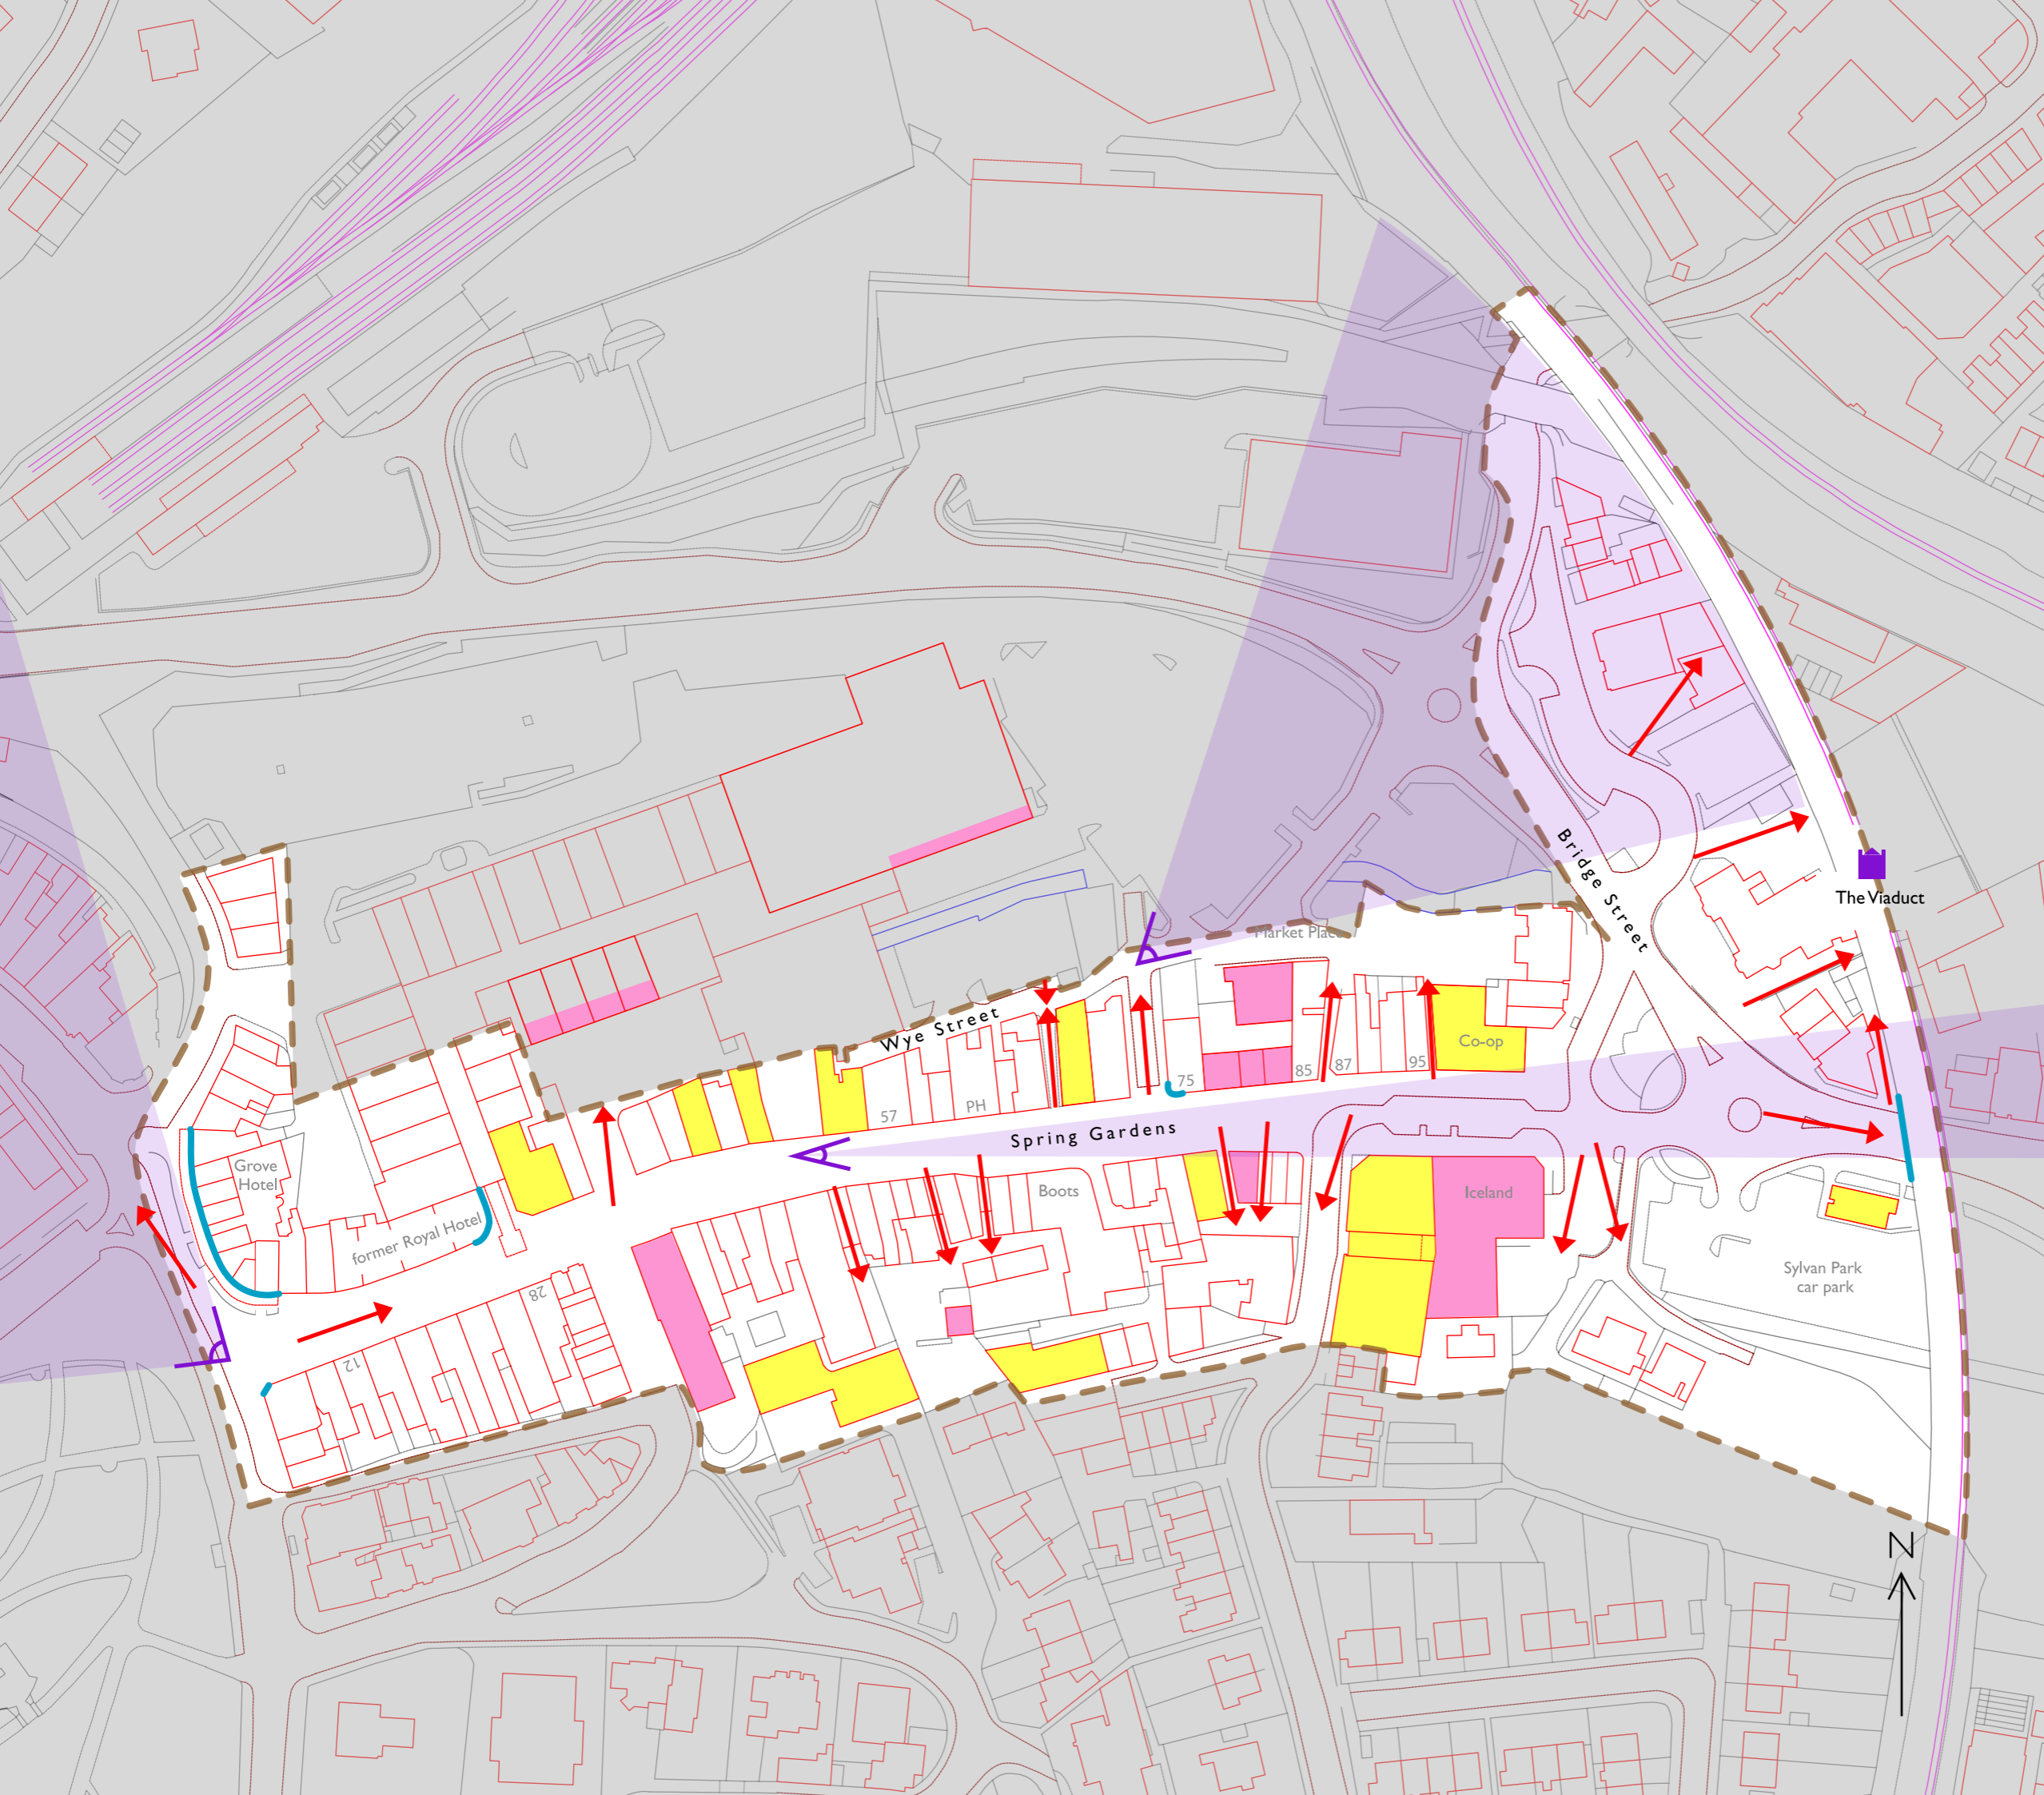 Bridge Street
The Viaduct
Market Place
Wye Street
Co-op
75
85
87
95
57
PH
Spring Gardens
Grove
Hotel
Boots
Iceland
former Royal Hotel
Sylvan Park
car park
28
12
N